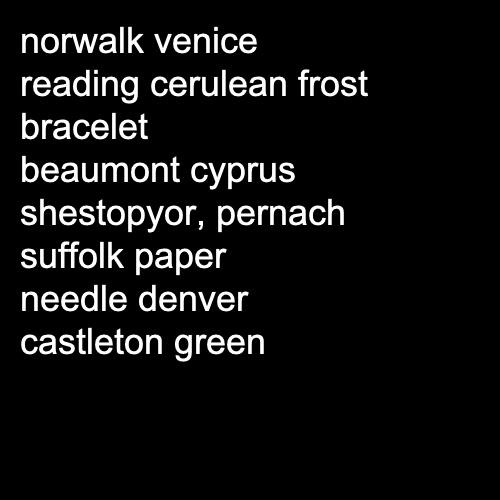 norwalk venice
reading cerulean frost
bracelet
beaumont cyprus
shestopyor, pernach
suffolk paper
needle denver
castleton green